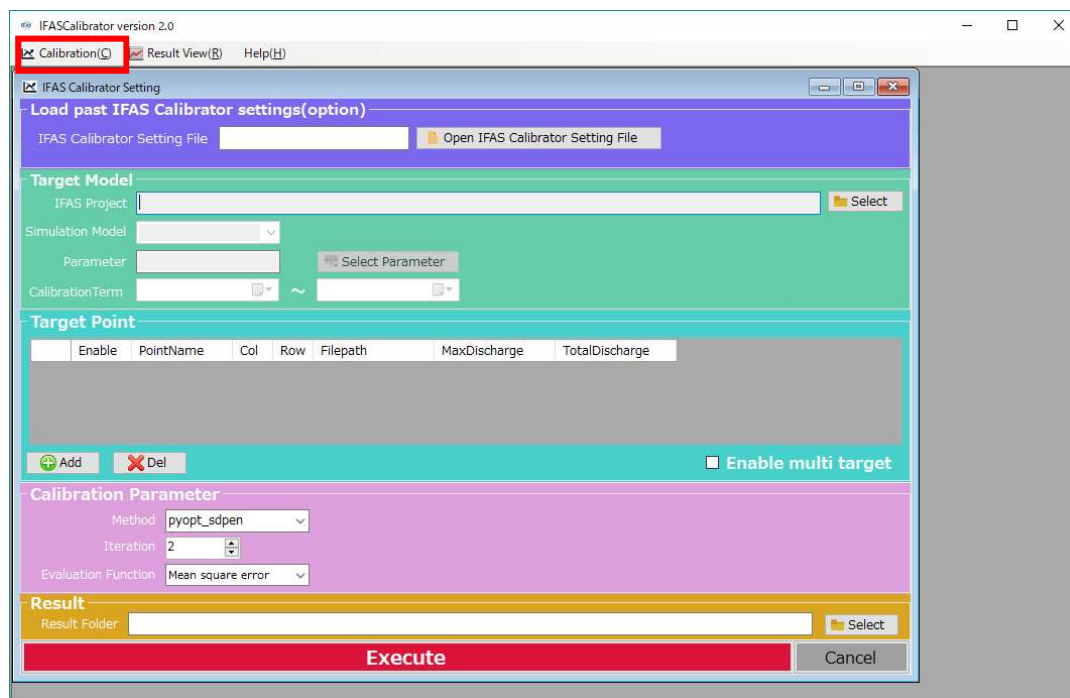 IFASCalibrator version 2.0
Calibration(C) Result View(R) Help(H)
IFAS Calibrator Setting
Load past IFAS Calibrator settings(option)
IFAS Calibrator Setting File Open IFAS Calibrator Setting File
Target Model
IFAS Project Select
Simulation Model
Parameter Select Parameter
CalibrationTerm ~
Target Point
Enable PointName Col Row Filepath MaxDischarge TotalDischarge
Add Del Enable multi target
Calibration Parameter
Method pyopt_sdpen
Iteration 2
Evaluation Function Mean square error
Result
Result Folder Select
Execute Cancel